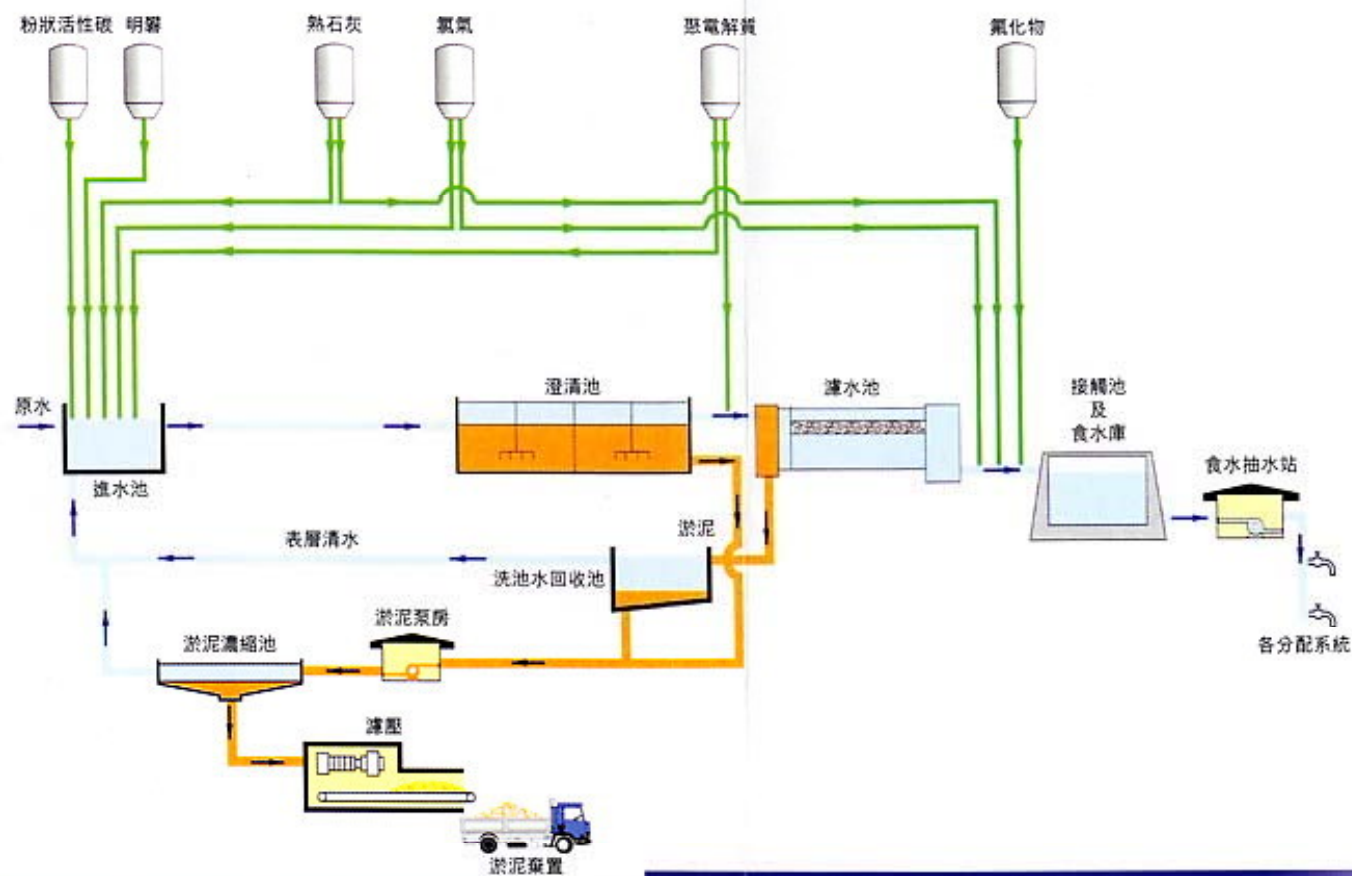 粉狀活性碳
明礬
熟石灰
氯氣
聚電解質
氟化物
原水
進水池
澄清池
濾水池
接觸池
及
食水庫
食水抽水站
淤泥
表層清水
洗池水回收池
淤泥泵房
淤泥濃縮池
各分配系統
濾壓
淤泥棄置